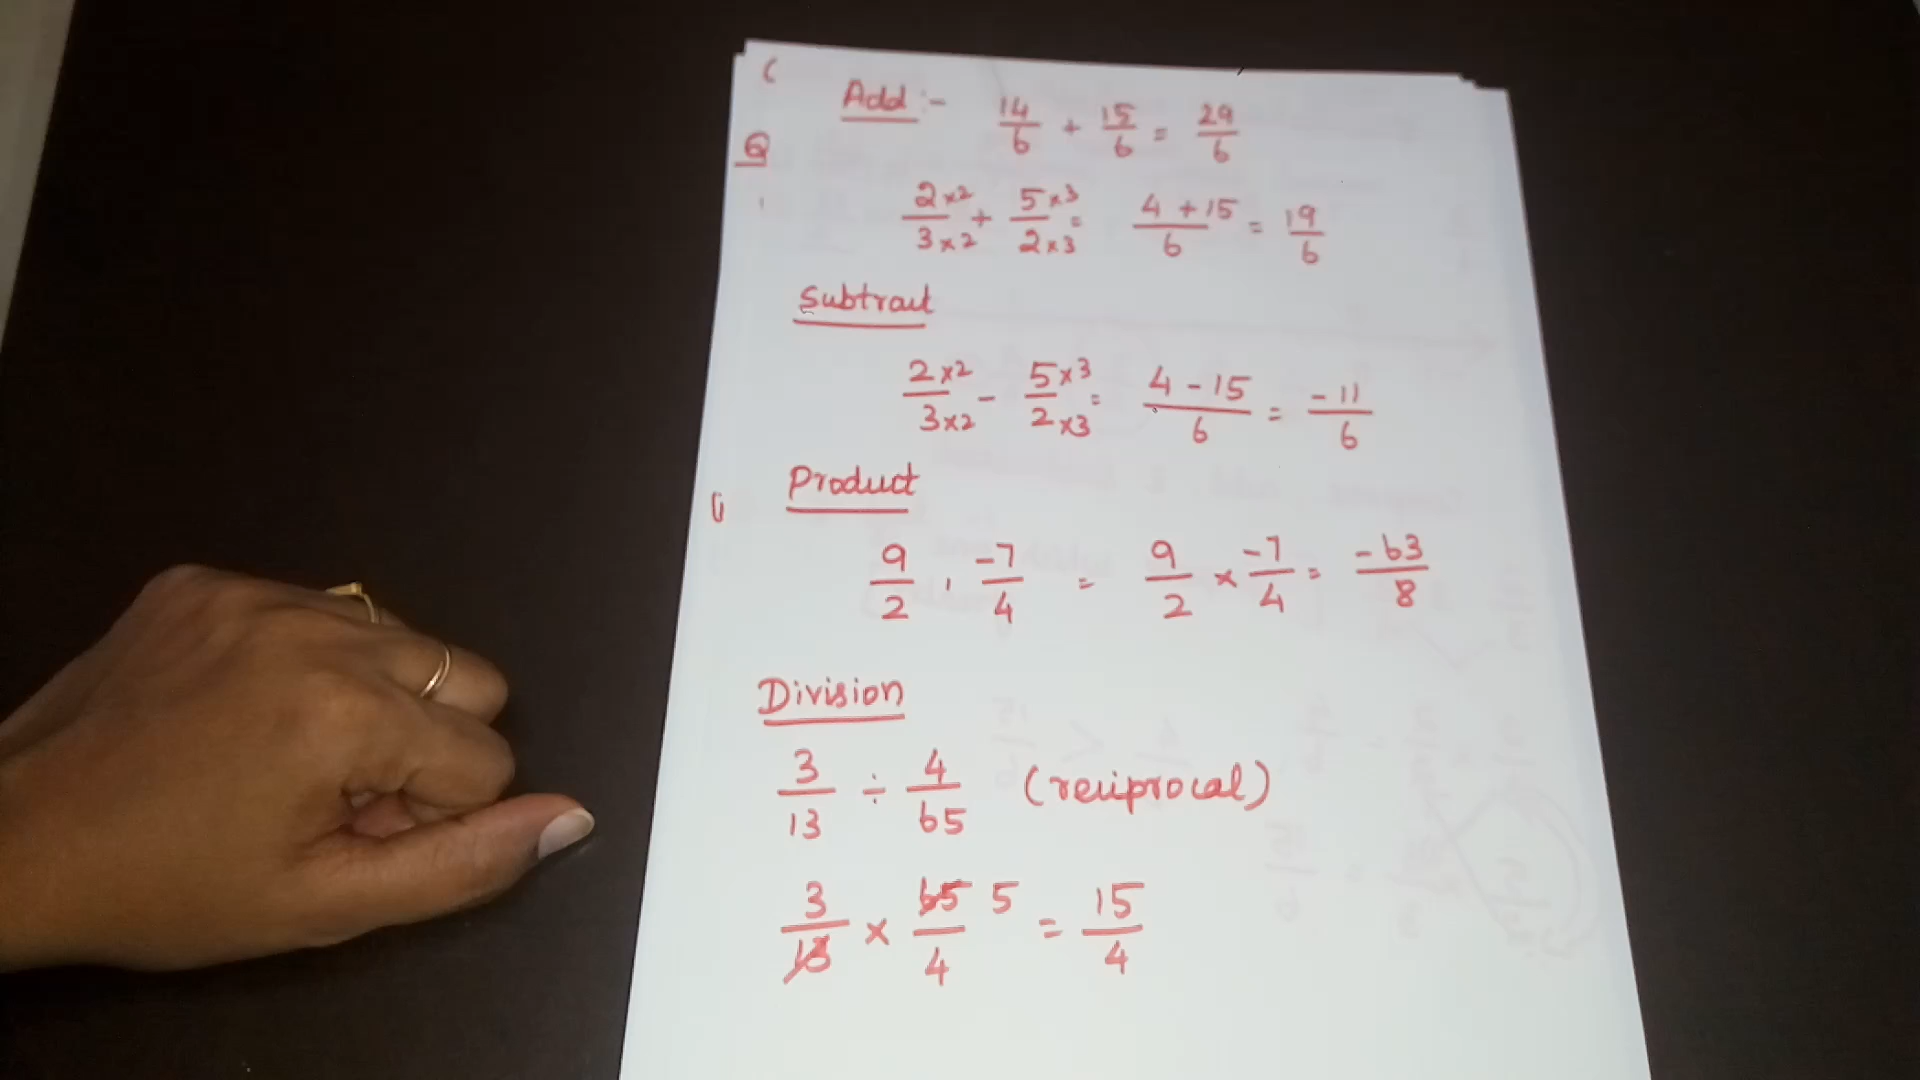 Add :- 14/6 + 15/6 = 29/6
Q
2×2/3×2 + 5×3/2×3 = 4+15/6 = 19/6
Subtract
2×2/3×2 - 5×3/2×3 = 4-15/6 = -11/6
Product
9/2 , -7/4 = 9/2 × -7/4 = -63/8
Division
3/13 ÷ 4/65 (reciprocal)
3/13 × 65/4 5 = 15/4